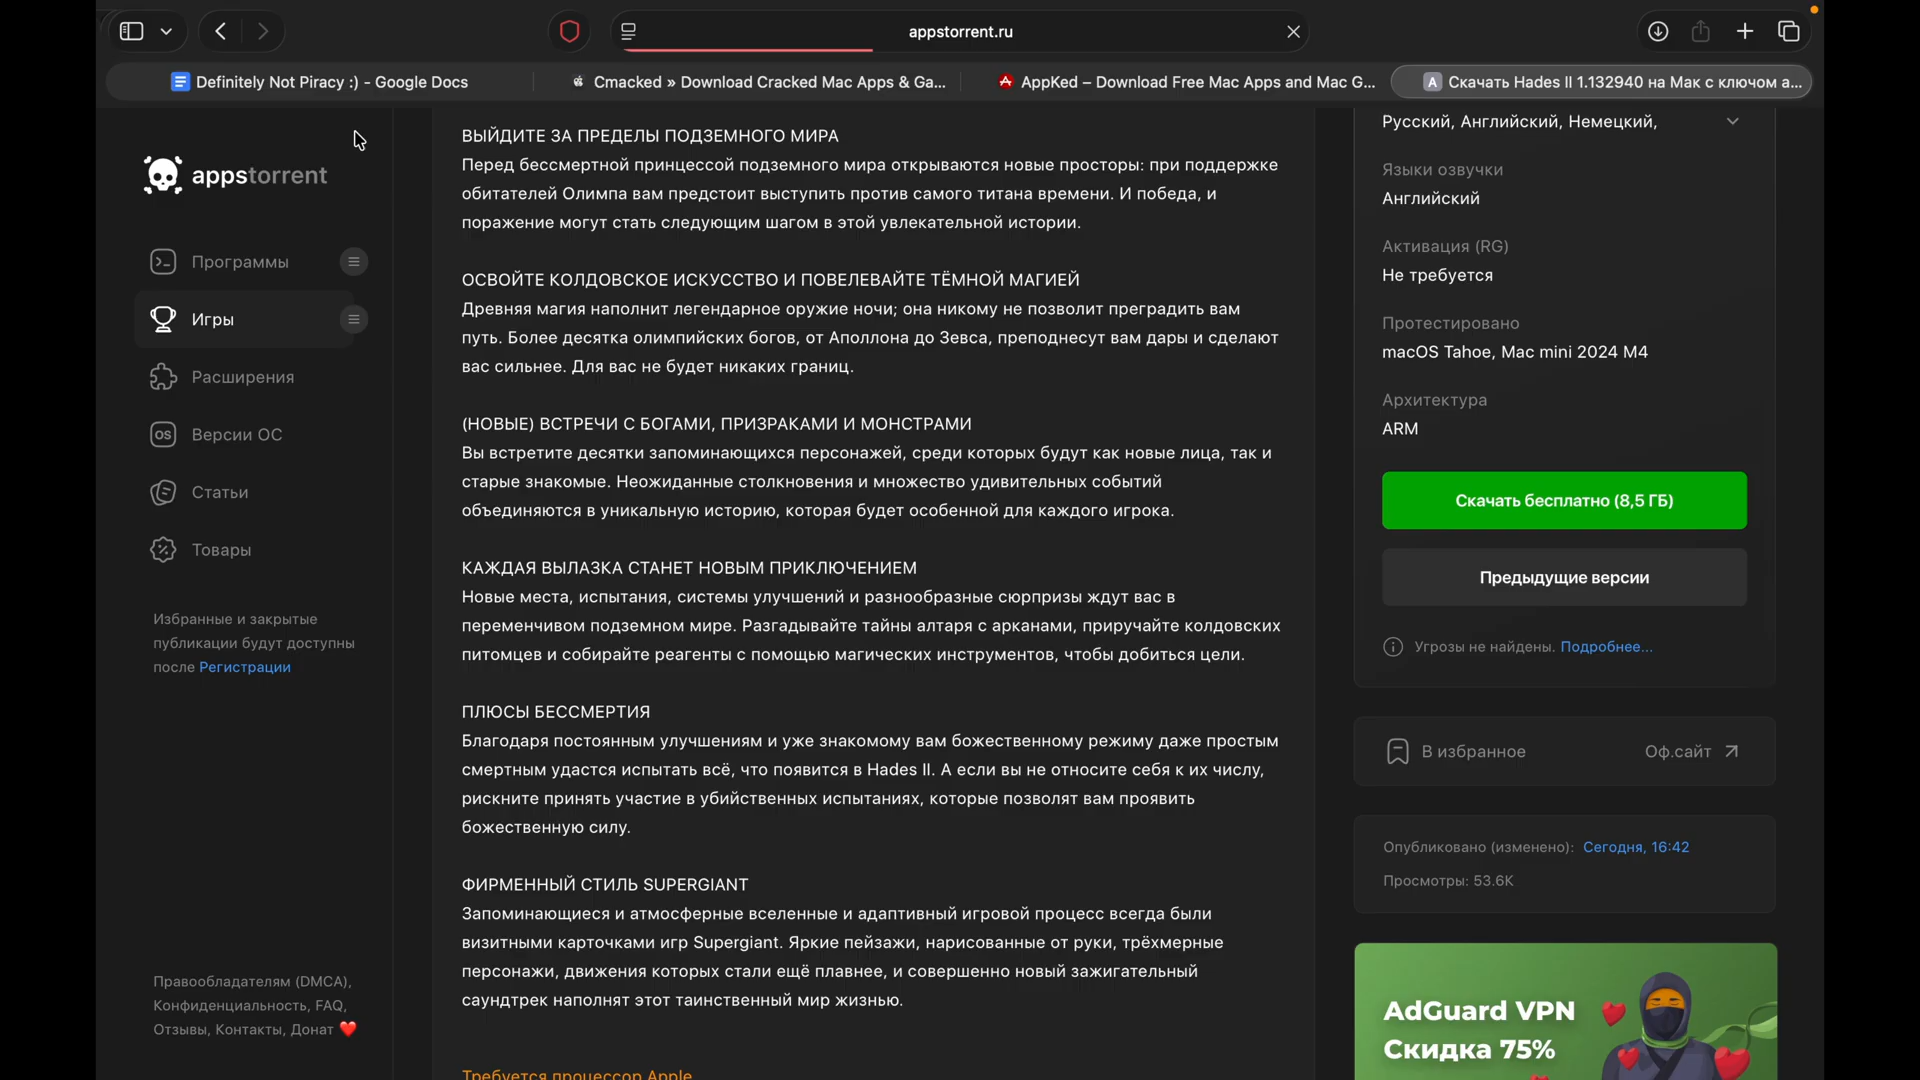 appstorrent.ru
Definitely Not Piracy :) - Google Docs
Cmacked » Download Cracked Mac Apps & Ga...
AppKed – Download Free Mac Apps and Mac G...
A Скачать Hades II 1.132940 на Мак с ключом а...
appstorrent
Программы
Игры
Расширения
OS Версии ОС
Статьи
Товары
Избранные и закрытые
публикации будут доступны
после Регистрации
Правообладателям (DMCA),
Конфиденциальность, FAQ,
Отзывы, Контакты, Донат ❤️
ВЫЙДИТЕ ЗА ПРЕДЕЛЫ ПОДЗЕМНОГО МИРА
Перед бессмертной принцессой подземного мира открываются новые просторы: при поддержке
обитателей Олимпа вам предстоит выступить против самого титана времени. И победа, и
поражение могут стать следующим шагом в этой увлекательной истории.
ОСВОЙТЕ КОЛДОВСКОЕ ИСКУССТВО И ПОВЕЛЕВАЙТЕ ТЁМНОЙ МАГИЕЙ
Древняя магия наполнит легендарное оружие ночи; она никому не позволит преградить вам
путь. Более десятка олимпийских богов, от Аполлона до Зевса, преподнесут вам дары и сделают
вас сильнее. Для вас не будет никаких границ.
(НОВЫЕ) ВСТРЕЧИ С БОГАМИ, ПРИЗРАКАМИ И МОНСТРАМИ
Вы встретите десятки запоминающихся персонажей, среди которых будут как новые лица, так и
старые знакомые. Неожиданные столкновения и множество удивительных событий
объединяются в уникальную историю, которая будет особенной для каждого игрока.
КАЖДАЯ ВЫЛАЗКА СТАНЕТ НОВЫМ ПРИКЛЮЧЕНИЕМ
Новые места, испытания, системы улучшений и разнообразные сюрпризы ждут вас в
переменчивом подземном мире. Разгадывайте тайны алтаря с арканами, приручайте колдовских
питомцев и собирайте реагенты с помощью магических инструментов, чтобы добиться цели.
ПЛЮСЫ БЕССМЕРТИЯ
Благодаря постоянным улучшениям и уже знакомому вам божественному режиму даже простым
смертным удастся испытать всё, что появится в Hades II. А если вы не относите себя к их числу,
рискните принять участие в убийственных испытаниях, которые позволят вам проявить
божественную силу.
ФИРМЕННЫЙ СТИЛЬ SUPERGIANT
Запоминающиеся и атмосферные вселенные и адаптивный игровой процесс всегда были
визитными карточками игр Supergiant. Яркие пейзажи, нарисованные от руки, трёхмерные
персонажи, движения которых стали ещё плавнее, и совершенно новый зажигательный
саундтрек наполнят этот таинственный мир жизнью.
Требуется процессор Apple
Русский, Английский, Немецкий,
Языки озвучки
Английский
Активация (RG)
Не требуется
Протестировано
macOS Tahoe, Mac mini 2024 M4
Архитектура
ARM
Скачать бесплатно (8,5 ГБ)
Предыдущие версии
Угрозы не найдены. Подробнее...
В избранное Оф.сайт
Опубликовано (изменено): Сегодня, 16:42
Просмотры: 53.6K
AdGuard VPN
Скидка 75%